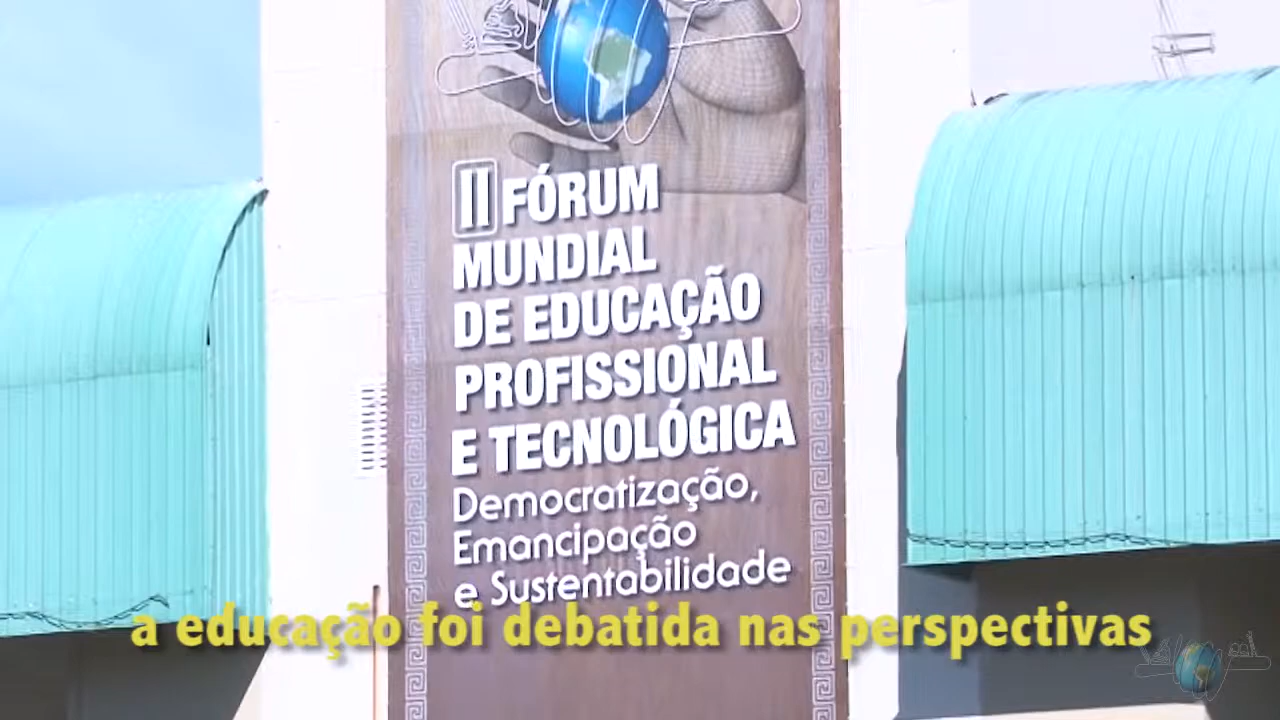 II FÓRUM
MUNDIAL
DE EDUCAÇÃO
PROFISSIONAL
E TECNOLÓGICA
Democratização,
Emancipação
e Sustentabilidade
a educação foi debatida nas perspectivas